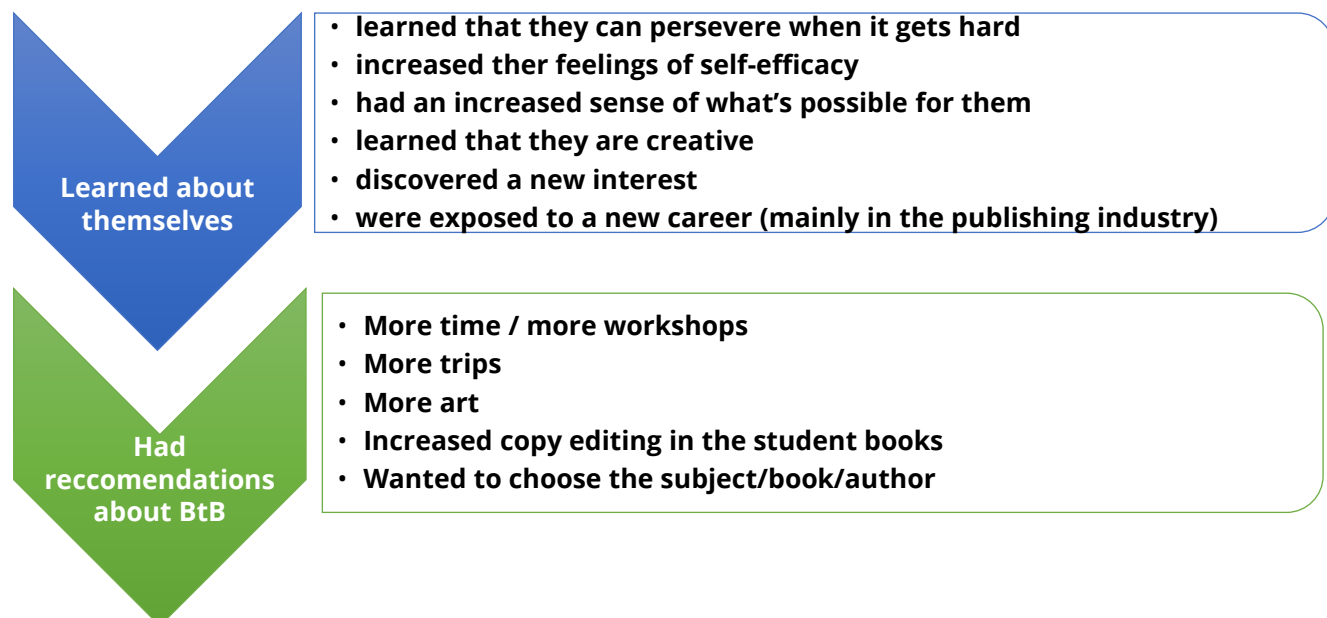 Learned about
themselves
• learned that they can persevere when it gets hard
• increased ther feelings of self-efficacy
• had an increased sense of what's possible for them
• learned that they are creative
• discovered a new interest
• were exposed to a new career (mainly in the publishing industry)
Had
reccomendations
about BtB
• More time / more workshops
• More trips
• More art
• Increased copy editing in the student books
• Wanted to choose the subject/book/author